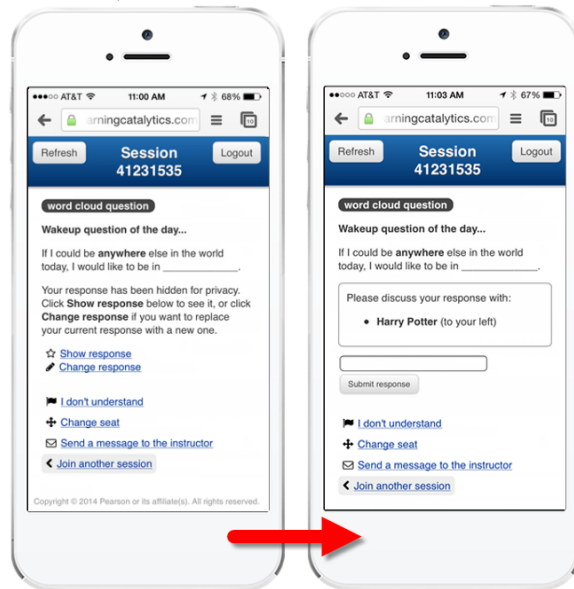 AT&T 11:00 AM 68%
arningcatalytics.com 10
Refresh Session Logout
41231535
word cloud question
Wakeup question of the day...
If I could be anywhere else in the world
today, I would like to be in ______________.
Your response has been hidden for privacy.
Click Show response below to see it, or click
Change response if you want to replace
your current response with a new one.
Show response
Change response
I don't understand
Change seat
Send a message to the instructor
Join another session
Copyright © 2014 Pearson or its affiliate(s). All rights reserved.
AT&T 11:03 AM 67%
arningcatalytics.com 10
Refresh Session Logout
41231535
word cloud question
Wakeup question of the day...
If I could be anywhere else in the world
today, I would like to be in ______________.
Please discuss your response with:
• Harry Potter (to your left)
Submit response
I don't understand
Change seat
Send a message to the instructor
Join another session